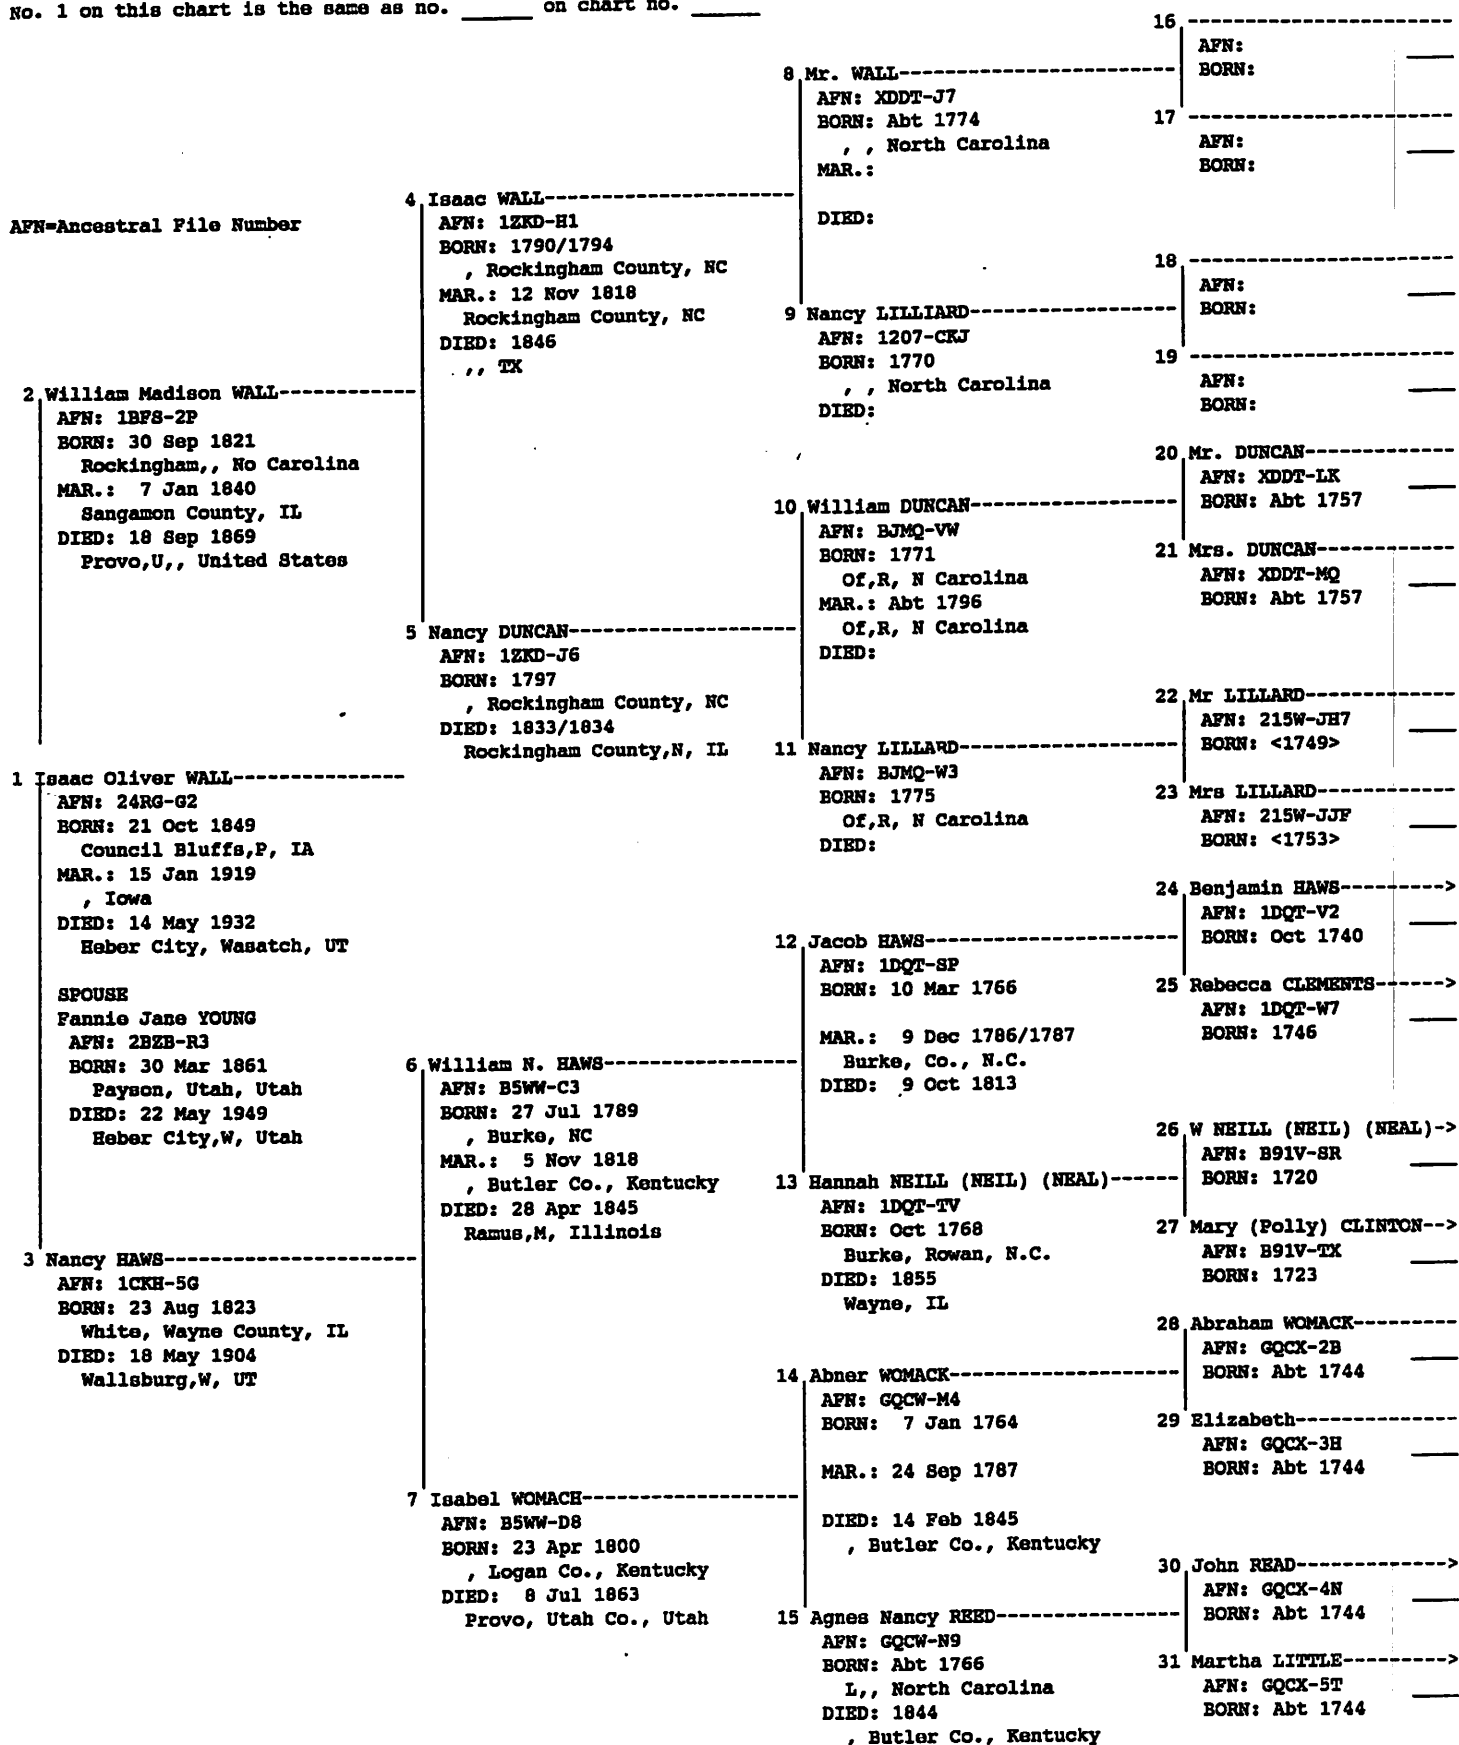 No. 1 on this chart is the same as no. ______ on chart no. ______
AFN=Ancestral File Number
1 Isaac Oliver WALL--------------
AFN: 24RG-G2
BORN: 21 Oct 1849
Council Bluffs,P, IA
MAR.: 15 Jan 1919
, Iowa
DIED: 14 May 1932
Heber City, Wasatch, UT
SPOUSE
Fannie Jane YOUNG
AFN: 2BZB-R3
BORN: 30 Mar 1861
Payson, Utah, Utah
DIED: 22 May 1949
Heber City,W, Utah
2 William Madison WALL------------
AFN: 1BFS-2P
BORN: 30 Sep 1821
Rockingham,, No Carolina
MAR.: 7 Jan 1840
Sangamon County, IL
DIED: 18 Sep 1869
Provo,U,, United States
3 Nancy HAWS----------------------
AFN: 1CKH-5G
BORN: 23 Aug 1823
White, Wayne County, IL
DIED: 18 May 1904
Wallsburg,W, UT
4 Isaac WALL----------------------
AFN: 1ZKD-H1
BORN: 1790/1794
, Rockingham County, NC
MAR.: 12 Nov 1818
Rockingham County, NC
DIED: 1846
,, TX
5 Nancy DUNCAN--------------------
AFN: 1ZKD-J6
BORN: 1797
, Rockingham County, NC
DIED: 1833/1834
Rockingham County,N, IL
6 William N. HAWS-----------------
AFN: B5WW-C3
BORN: 27 Jul 1789
, Burke, NC
MAR.: 5 Nov 1818
, Butler Co., Kentucky
DIED: 28 Apr 1845
Ramus,M, Illinois
7 Isabel WOMACH-------------------
AFN: B5WW-D8
BORN: 23 Apr 1800
, Logan Co., Kentucky
DIED: 8 Jul 1863
Provo, Utah Co., Utah
8 Mr. WALL------------------------
AFN: XDDT-J7
BORN: Abt 1774
, , North Carolina
MAR.:
DIED:
9 Nancy LILLIARD------------------
AFN: 1207-CKJ
BORN: 1770
, , North Carolina
DIED:
10 William DUNCAN------------------
AFN: BJMQ-VW
BORN: 1771
Of,R, N Carolina
MAR.: Abt 1796
Of,R, N Carolina
DIED:
11 Nancy LILLARD-------------------
AFN: BJMQ-W3
BORN: 1775
Of,R, N Carolina
DIED:
12 Jacob HAWS----------------------
AFN: 1DQT-SP
BORN: 10 Mar 1766
MAR.: 9 Dec 1786/1787
Burke, Co., N.C.
DIED: 9 Oct 1813
13 Hannah NEILL (NEIL) (NEAL)------
AFN: 1DQT-TV
BORN: Oct 1768
Burke, Rowan, N.C.
DIED: 1855
Wayne, IL
14 Abner WOMACK--------------------
AFN: GQCW-M4
BORN: 7 Jan 1764
MAR.: 24 Sep 1787
DIED: 14 Feb 1845
, Butler Co., Kentucky
15 Agnes Nancy REED----------------
AFN: GQCW-N9
BORN: Abt 1766
L,, North Carolina
DIED: 1844
, Butler Co., Kentucky
16 -----------------------
AFN:
BORN:
17 -----------------------
AFN:
BORN:
18 -----------------------
AFN:
BORN:
19 -----------------------
AFN:
BORN:
20 Mr. DUNCAN-------------
AFN: XDDT-LK
BORN: Abt 1757
21 Mrs. DUNCAN------------
AFN: XDDT-MQ
BORN: Abt 1757
22 Mr LILLARD-------------
AFN: 215W-JH7
BORN: <1749>
23 Mrs LILLARD------------
AFN: 215W-JJF
BORN: <1753>
24 Benjamin HAWS--------->
AFN: 1DQT-V2
BORN: Oct 1740
25 Rebecca CLEMENTS------>
AFN: 1DQT-W7
BORN: 1746
26 W NEILL (NEIL) (NEAL)->
AFN: B91V-SR
BORN: 1720
27 Mary (Polly) CLINTON-->
AFN: B91V-TX
BORN: 1723
28 Abraham WOMACK---------
AFN: GQCX-2B
BORN: Abt 1744
29 Elizabeth--------------
AFN: GQCX-3H
BORN: Abt 1744
30 John READ------------->
AFN: GQCX-4N
BORN: Abt 1744
31 Martha LITTLE--------->
AFN: GQCX-5T
BORN: Abt 1744